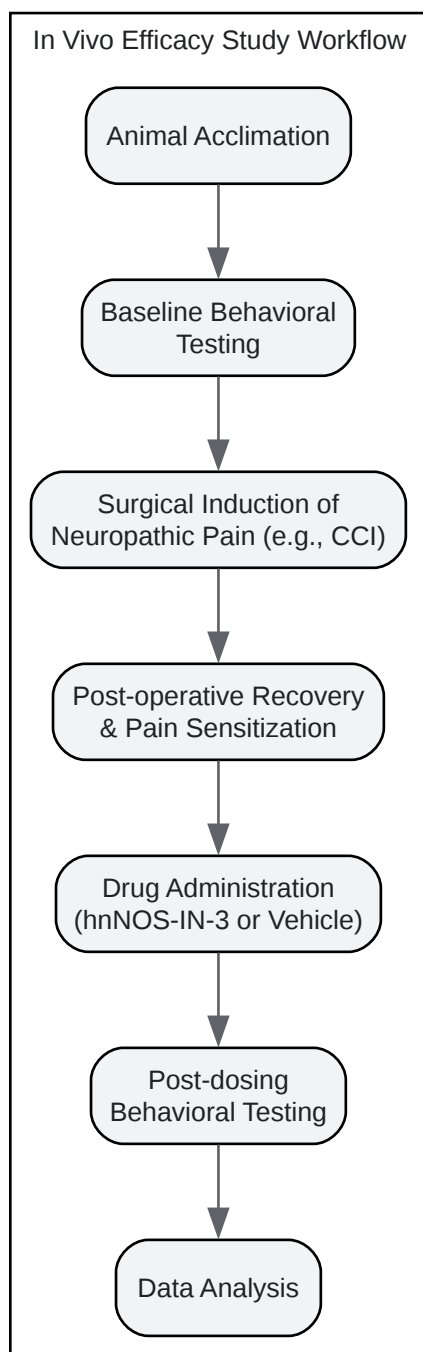 In Vivo Efficacy Study Workflow
Animal Acclimation
Baseline Behavioral
Testing
Surgical Induction of
Neuropathic Pain (e.g., CCI)
Post-operative Recovery
& Pain Sensitization
Drug Administration
(hnNOS-IN-3 or Vehicle)
Post-dosing
Behavioral Testing
Data Analysis